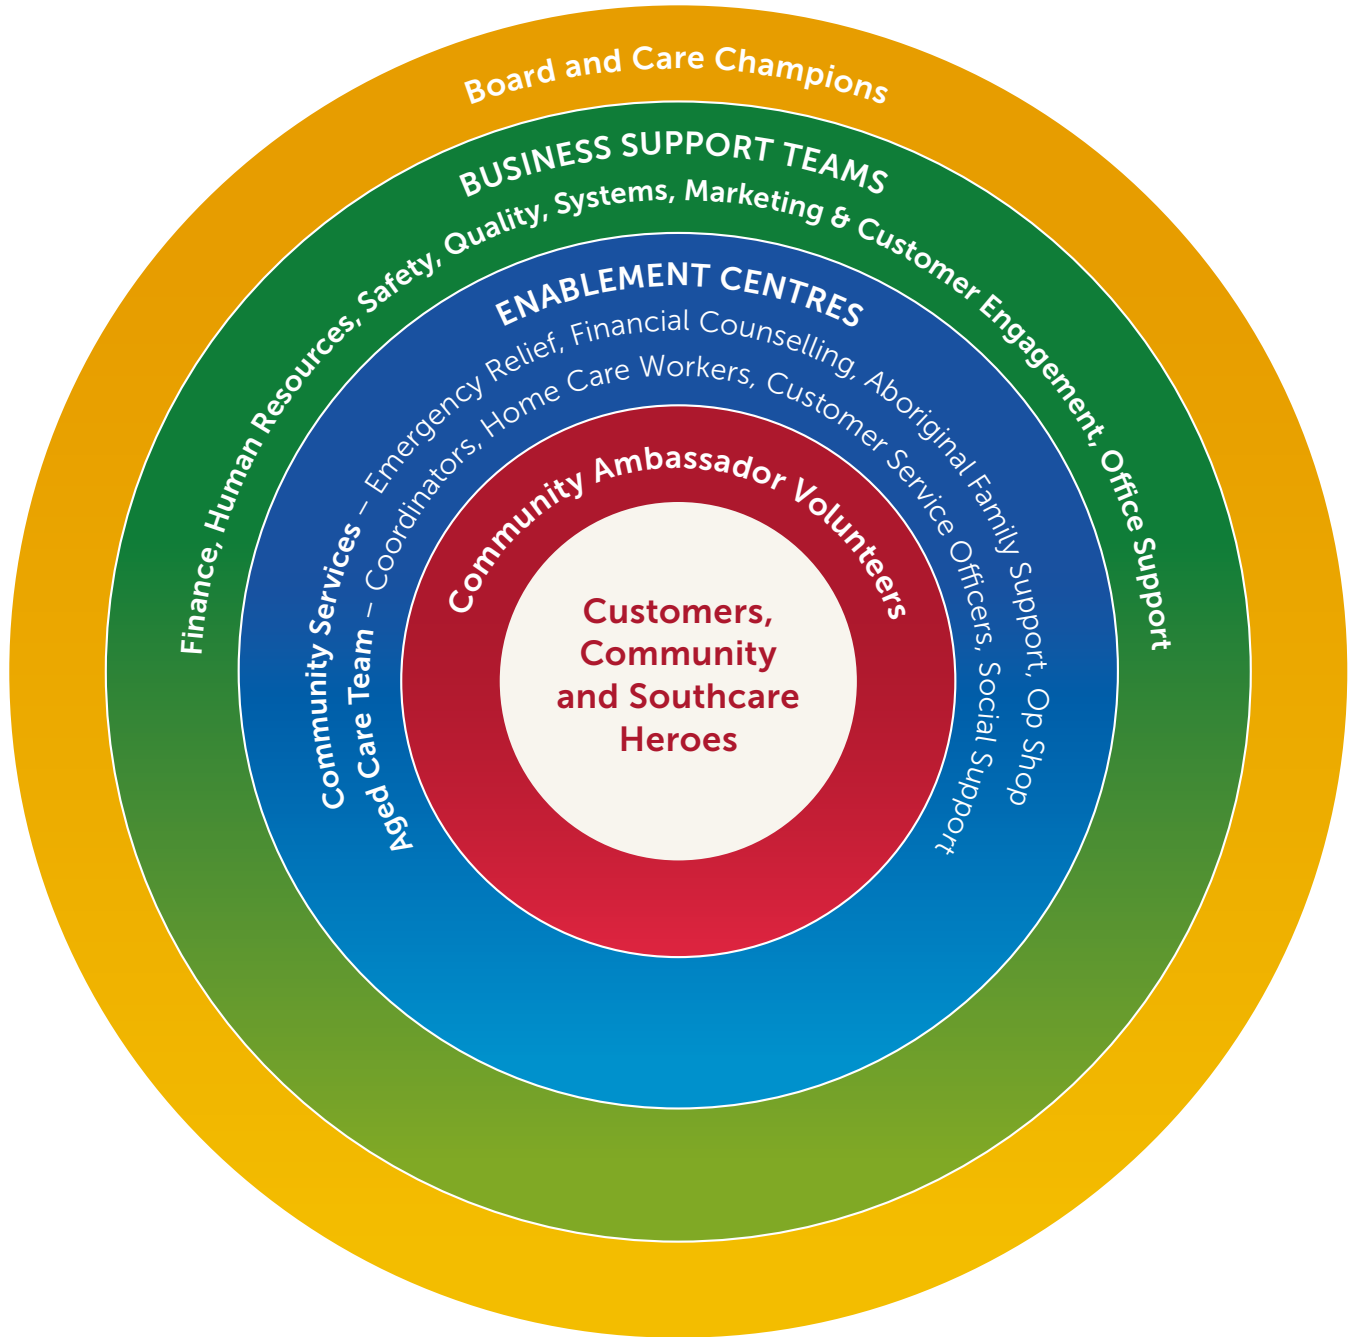 Board and Care Champions
BUSINESS SUPPORT TEAMS
Finance, Human Resources, Safety, Quality, Systems, Marketing & Customer Engagement, Office Support
ENABLEMENT CENTRES
Community Services – Emergency Relief, Financial Counselling, Aboriginal Family Support, Op Shop
Aged Care Team – Coordinators, Home Care Workers, Customer Service Officers, Social Support
Community Ambassador Volunteers
Customers,
Community
and Southcare
Heroes